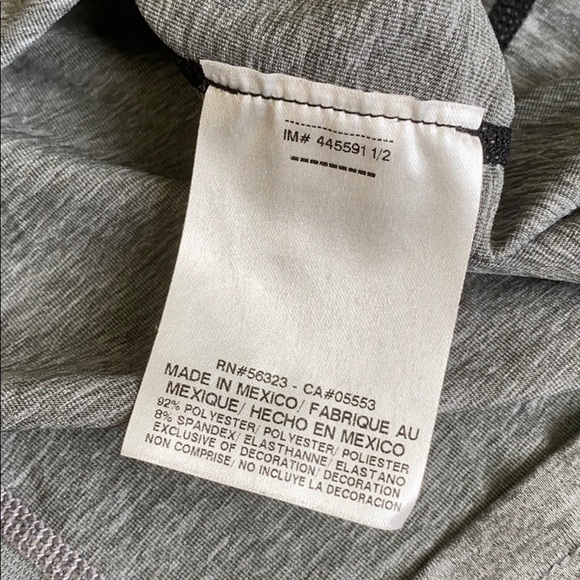 IM# 445591 1/2
RN#56323 - CA#05553
MADE IN MEXICO/ FABRIQUE AU
MEXIQUE/ HECHO EN MEXICO
92% POLYESTER/ POLYESTER/ POLIESTER
8% SPANDEX/ ELASTHANNE/ ELASTANO
EXCLUSIVE OF DECORATION/ DECORATION
NON COMPRISE/ NO INCLUYE LA DECORACION